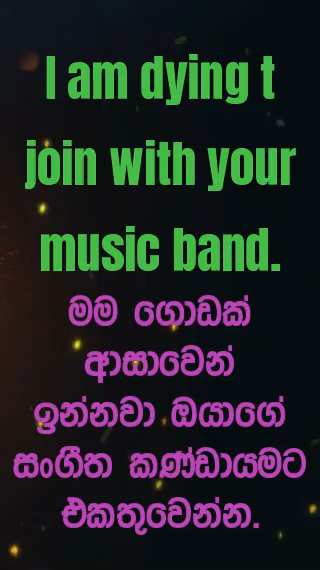 I am dying t
join with your
music band.
මම ගොඩක්
ආසාවෙන්
ඉන්නවා ඔයාගේ
සංගීත කණ්ඩායමට
එකතුවෙන්න.